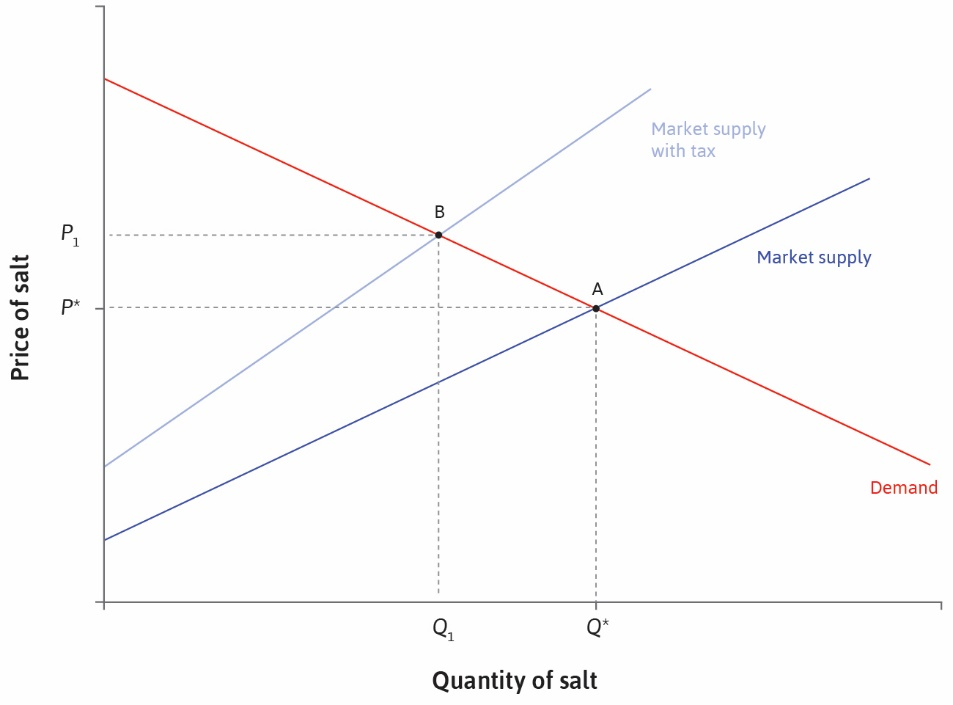 Market supply
with tax
B
P₁
Market supply
A
P*
Price of salt
Demand
Q₁
Q*
Quantity of salt